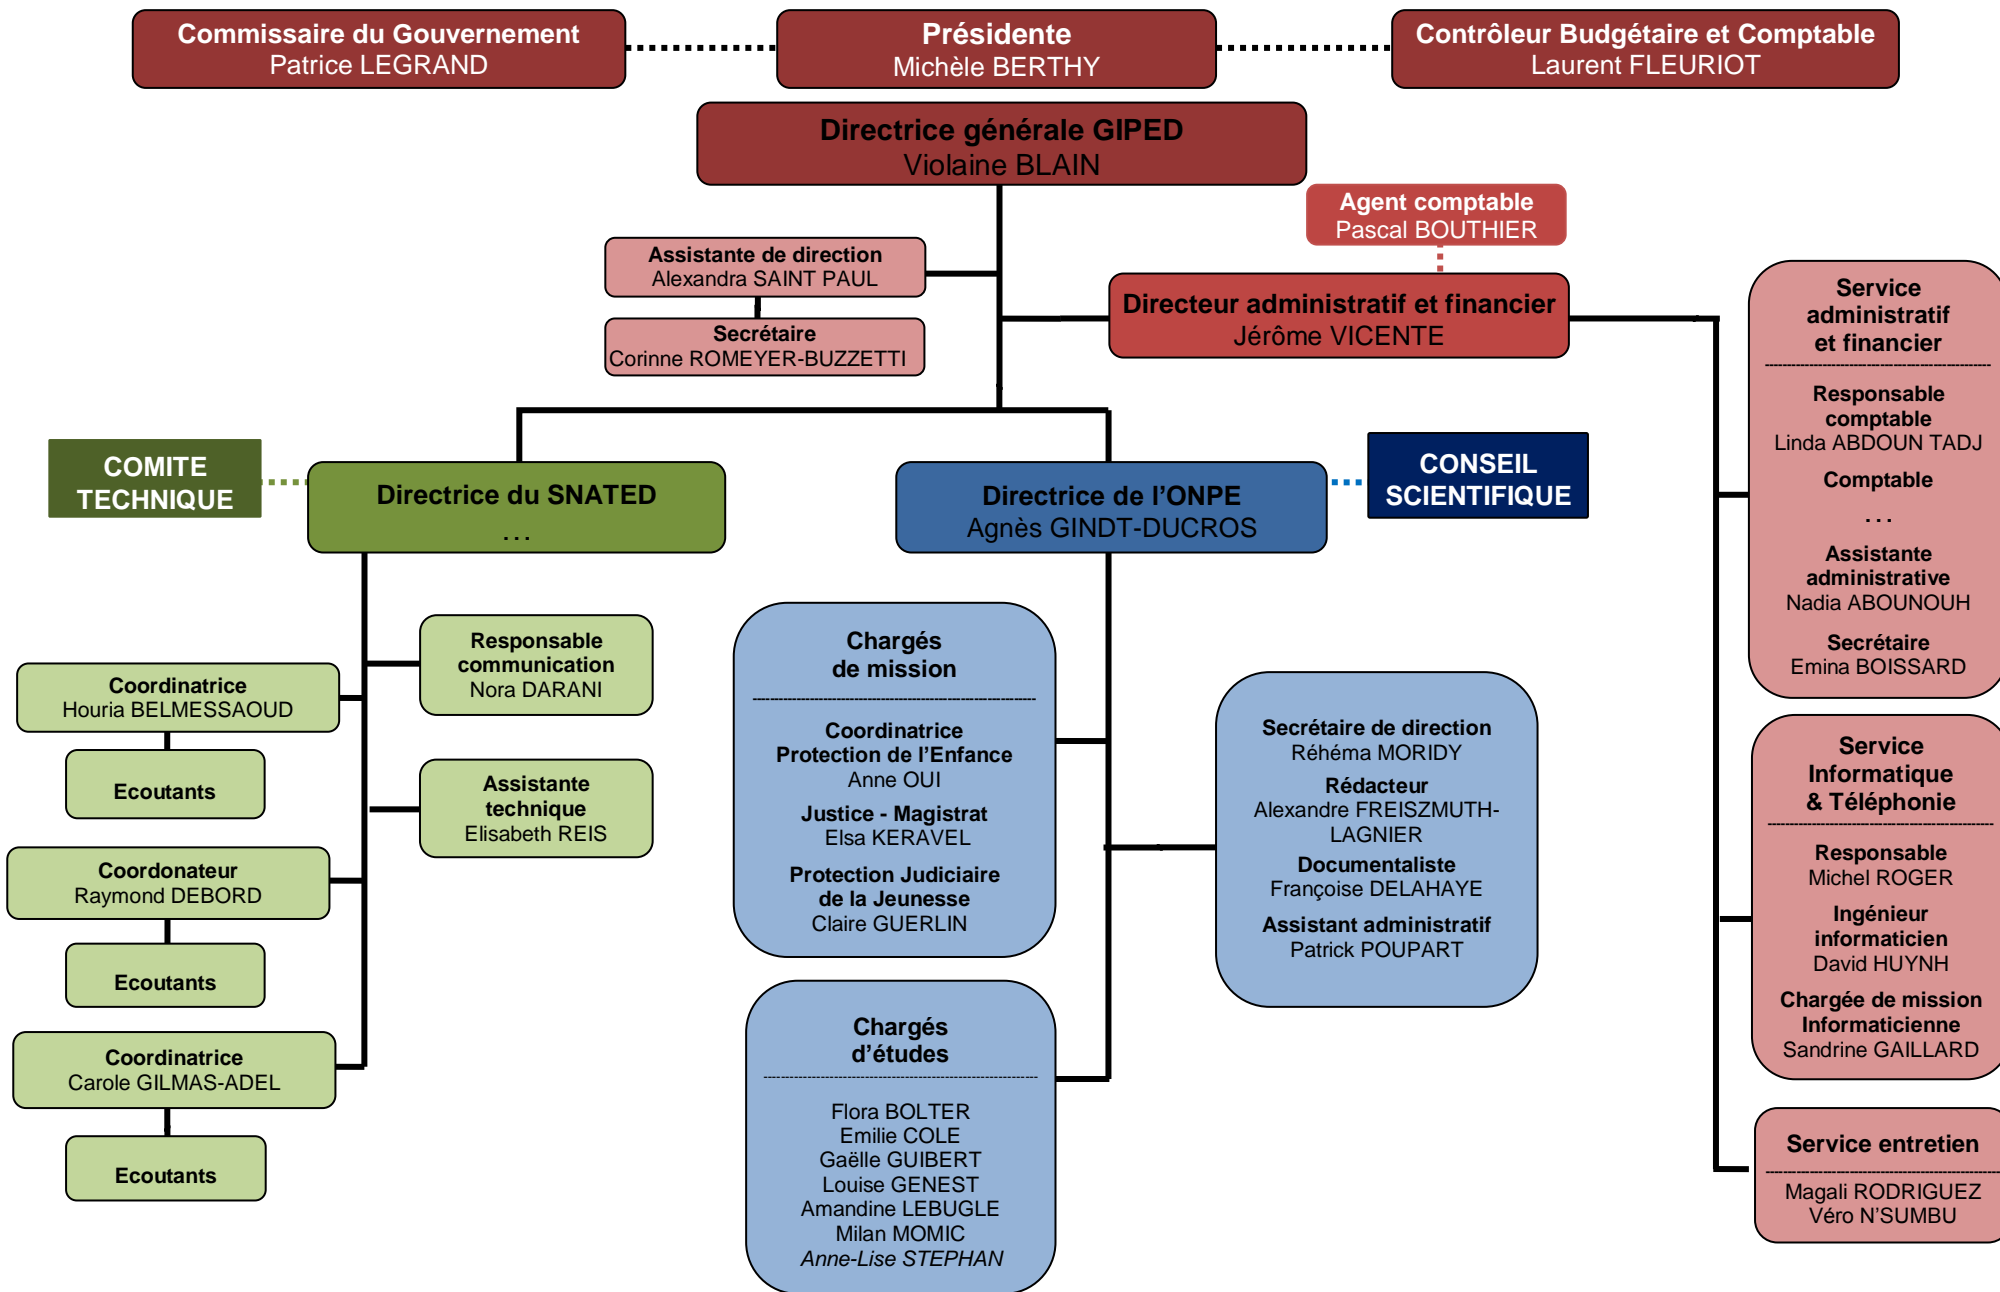 Commissaire du Gouvernement
Patrice LEGRAND
Présidente
Michèle BERTHY
Contrôleur Budgétaire et Comptable
Laurent FLEURIOT
Directrice générale GIPED
Violaine BLAIN
Agent comptable
Pascal BOUTHIER
Assistante de direction
Alexandra SAINT PAUL
Secrétaire
Corinne ROMEYER-BUZZETTI
Directeur administratif et financier
Jérôme VICENTE
COMITE
TECHNIQUE
Directrice du SNATED
...
Directrice de l'ONPE
Agnès GINDT-DUCROS
CONSEIL
SCIENTIFIQUE
Responsable
communication
Nora DARANI
Coordinatrice
Houria BELMESSAOUD
Ecoutants
Assistante
technique
Elisabeth REIS
Coordonateur
Raymond DEBORD
Ecoutants
Coordinatrice
Carole GILMAS-ADEL
Ecoutants
Chargés
de mission
Coordinatrice
Protection de l'Enfance
Anne OUI
Justice - Magistrat
Elsa KERAVEL
Protection Judiciaire
de la Jeunesse
Claire GUERLIN
Chargés
d'études
Flora BOLTER
Emilie COLE
Gaëlle GUIBERT
Louise GENEST
Amandine LEBUGLE
Milan MOMIC
Anne-Lise STEPHAN
Secrétaire de direction
Réhéma MORIDY
Rédacteur
Alexandre FREISZMUTH-
LAGNIER
Documentaliste
Françoise DELAHAYE
Assistant administratif
Patrick POUPART
Service
administratif
et financier
Responsable
comptable
Linda ABDOUN TADJ
Comptable
...
Assistante
administrative
Nadia ABOUNOUH
Secrétaire
Emina BOISSARD
Service
Informatique
& Téléphonie
Responsable
Michel ROGER
Ingénieur
informaticien
David HUYNH
Chargée de mission
Informaticienne
Sandrine GAILLARD
Service entretien
Magali RODRIGUEZ
Véro N'SUMBU